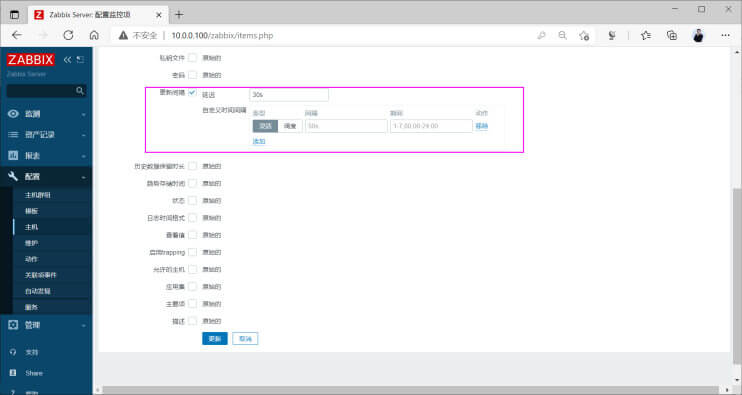 Zabbix Server: 配置监控项
不安全 | 10.0.0.100/zabbix/items.php
ZABBIX
Zabbix Server
监测
资产记录
报表
配置
主机群组
模板
主机
维护
动作
关联项事件
自动发现
服务
管理
支持
Share
帮助
私钥文件 原始的
密码 原始的
更新间隔 延迟 30s
自定义时间间隔 类型 间隔 期间 动作
灵活 调度 50s 1-7,00:00-24:00 移除
添加
历史数据保留时长 原始的
趋势存储时间 原始的
状态 原始的
日志时间格式 原始的
查看值 原始的
启用trapping 原始的
允许的主机 原始的
应用集 原始的
主要项 原始的
描述 原始的
更新 取消